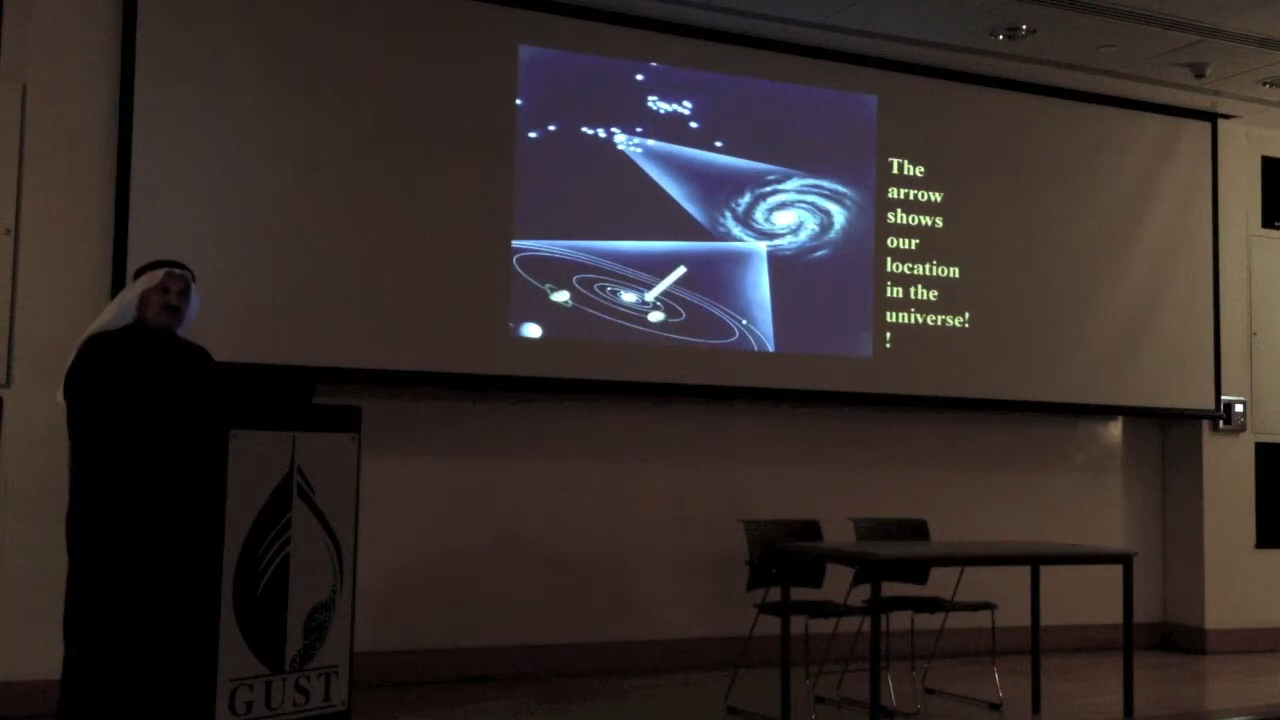 The
arrow
shows
our
location
in the
universe!
!
GUST